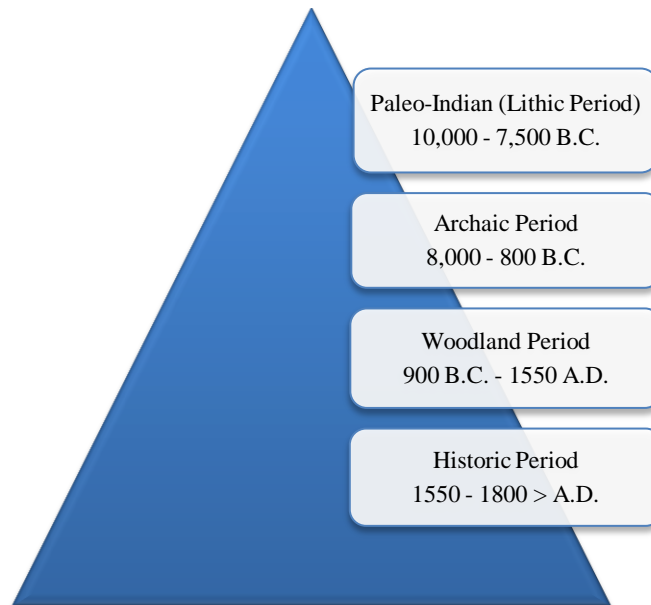 Paleo-Indian (Lithic Period)
10,000 - 7,500 B.C.
Archaic Period
8,000 - 800 B.C.
Woodland Period
900 B.C. - 1550 A.D.
Historic Period
1550 - 1800 > A.D.